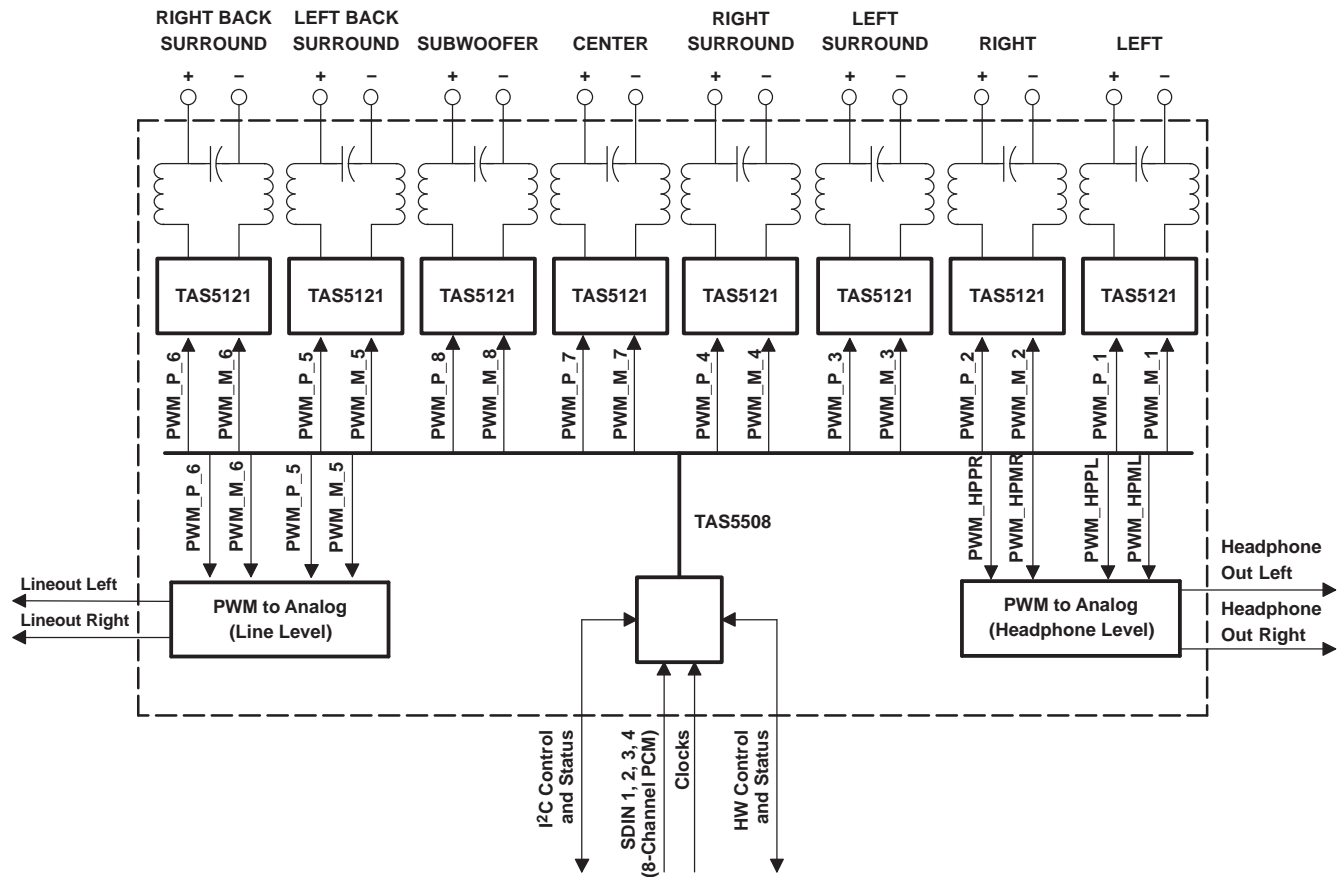 RIGHT BACK
SURROUND
LEFT BACK
SURROUND
SUBWOOFER
CENTER
RIGHT
SURROUND
LEFT
SURROUND
RIGHT
LEFT
+ − + − + − + − + − + − + − + −
TAS5121 TAS5121 TAS5121 TAS5121 TAS5121 TAS5121 TAS5121 TAS5121
PWM_P_6
PWM_M_6
PWM_P_5
PWM_M_5
PWM_P_8
PWM_M_8
PWM_P_7
PWM_M_7
PWM_P_4
PWM_M_4
PWM_P_3
PWM_M_3
PWM_P_2
PWM_M_2
PWM_P_1
PWM_M_1
PWM_P_6
PWM_M_6
PWM_P_5
PWM_M_5
TAS5508
PWM_HPPR
PWM_HPMR
PWM_HPPL
PWM_HPML
Lineout Left
Lineout Right
PWM to Analog
(Line Level)
PWM to Analog
(Headphone Level)
Headphone
Out Left
Headphone
Out Right
I²C Control
and Status
SDIN 1, 2, 3, 4
(8-Channel PCM)
Clocks
HW Control
and Status